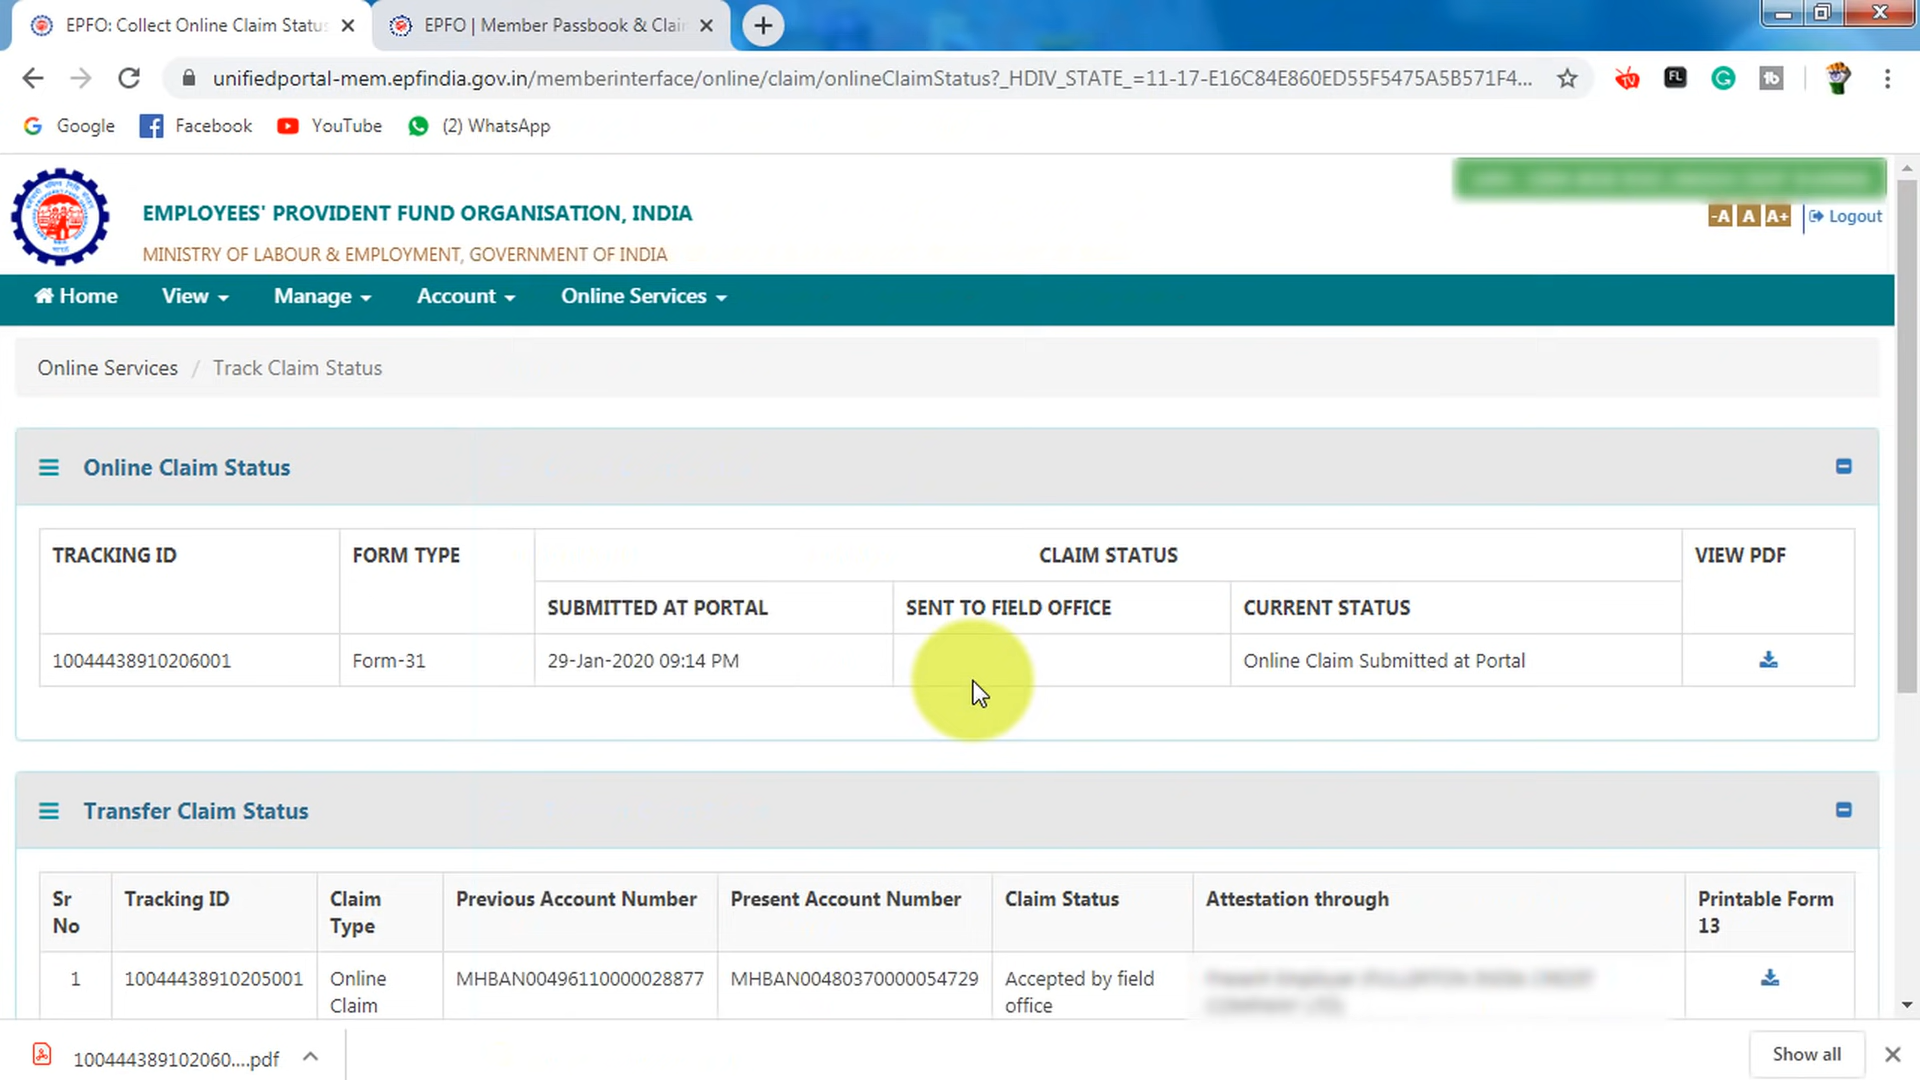 EPFO: Collect Online Claim Status
EPFO | Member Passbook & Clai
unifiedportal-mem.epfindia.gov.in/memberinterface/online/claim/onlineClaimStatus?_HDIV_STATE_=11-17-E16C84E860ED55F5475A5B571F4...
Google Facebook YouTube (2) WhatsApp
EMPLOYEES' PROVIDENT FUND ORGANISATION, INDIA
MINISTRY OF LABOUR & EMPLOYMENT, GOVERNMENT OF INDIA
-A A A+ Logout
Home View Manage Account Online Services
Online Services / Track Claim Status
Online Claim Status
TRACKING ID FORM TYPE CLAIM STATUS VIEW PDF
SUBMITTED AT PORTAL SENT TO FIELD OFFICE CURRENT STATUS
10044438910206001 Form-31 29-Jan-2020 09:14 PM Online Claim Submitted at Portal
Transfer Claim Status
Sr No Tracking ID Claim Type Previous Account Number Present Account Number Claim Status Attestation through Printable Form 13
1 10044438910205001 Online Claim MHBAN00496110000028877 MHBAN00480370000054729 Accepted by field office
100444389102060....pdf Show all